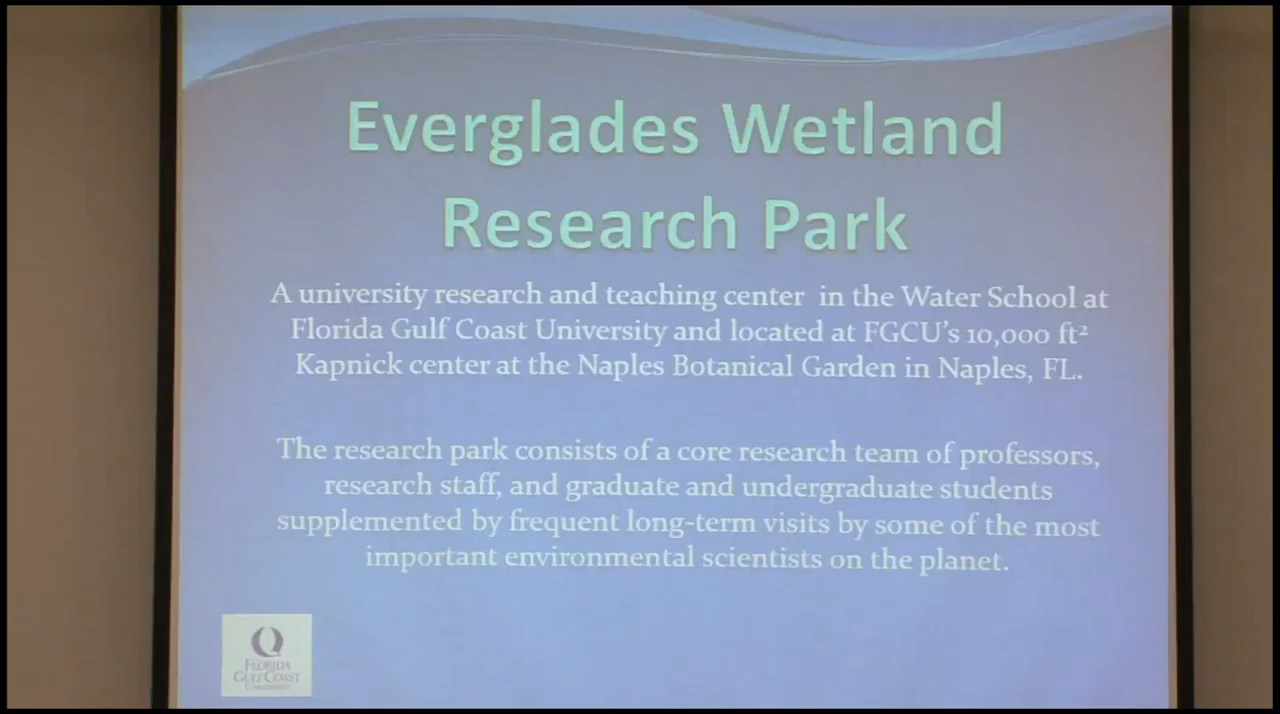 Everglades Wetland
Research Park
A university research and teaching center in the Water School at
Florida Gulf Coast University and located at FGCU's 10,000 ft²
Kapnick center at the Naples Botanical Garden in Naples, FL.
The research park consists of a core research team of professors,
research staff, and graduate and undergraduate students
supplemented by frequent long-term visits by some of the most
important environmental scientists on the planet.
FLORIDA
GULF COAST
UNIVERSITY